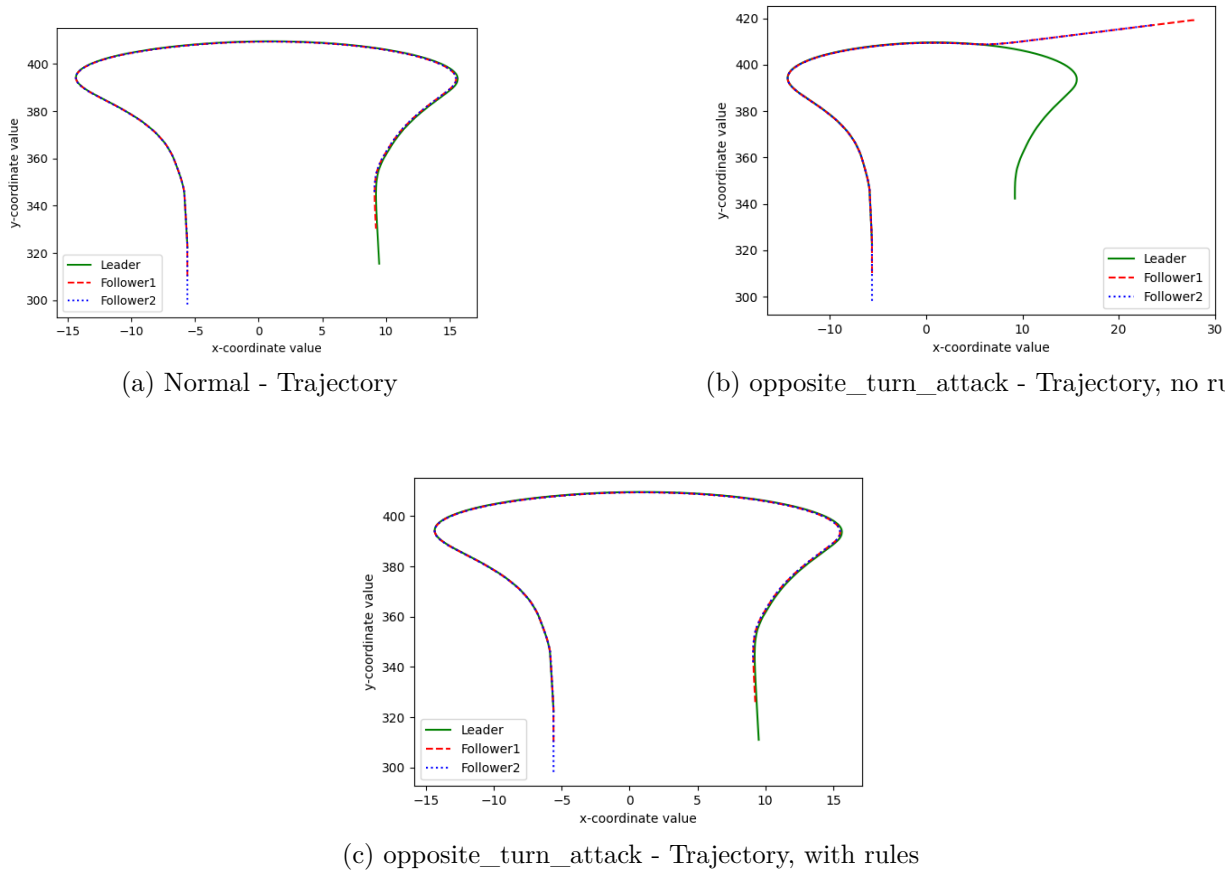 400
380
360
340
320
300
y-coordinate value
Leader
Follower1
Follower2
−15 −10 −5 0 5 10 15
x-coordinate value
(a) Normal - Trajectory
420
400
380
360
340
320
300
y-coordinate value
Leader
Follower1
Follower2
−10 0 10 20 30
x-coordinate value
(b) opposite_turn_attack - Trajectory, no ru
400
380
360
340
320
300
y-coordinate value
Leader
Follower1
Follower2
−15 −10 −5 0 5 10 15
x-coordinate value
(c) opposite_turn_attack - Trajectory, with rules